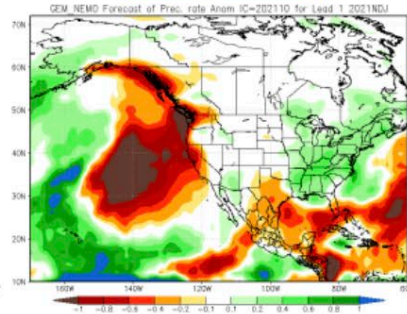 GEM_NEMO Forecast of Prec. rate Anom IC=202110 for Lead 1 2021NDJ
70N
60N
50N
40N
30N
20N
10N
160W 140W 120W 100W 80W 60
-1 -0.8 -0.6 -0.4 -0.2 -0.1 0.1 0.2 0.4 0.6 0.8 1